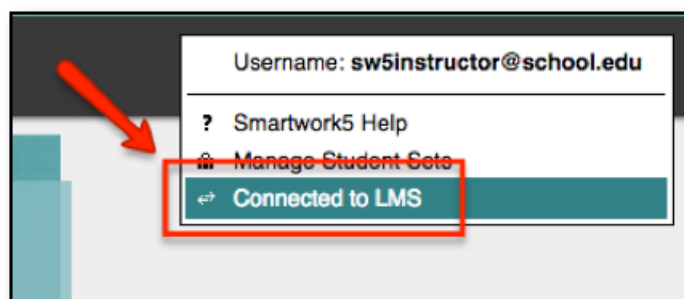 Username: sw5instructor@school.edu
? Smartwork5 Help
Manage Student Sets
Connected to LMS